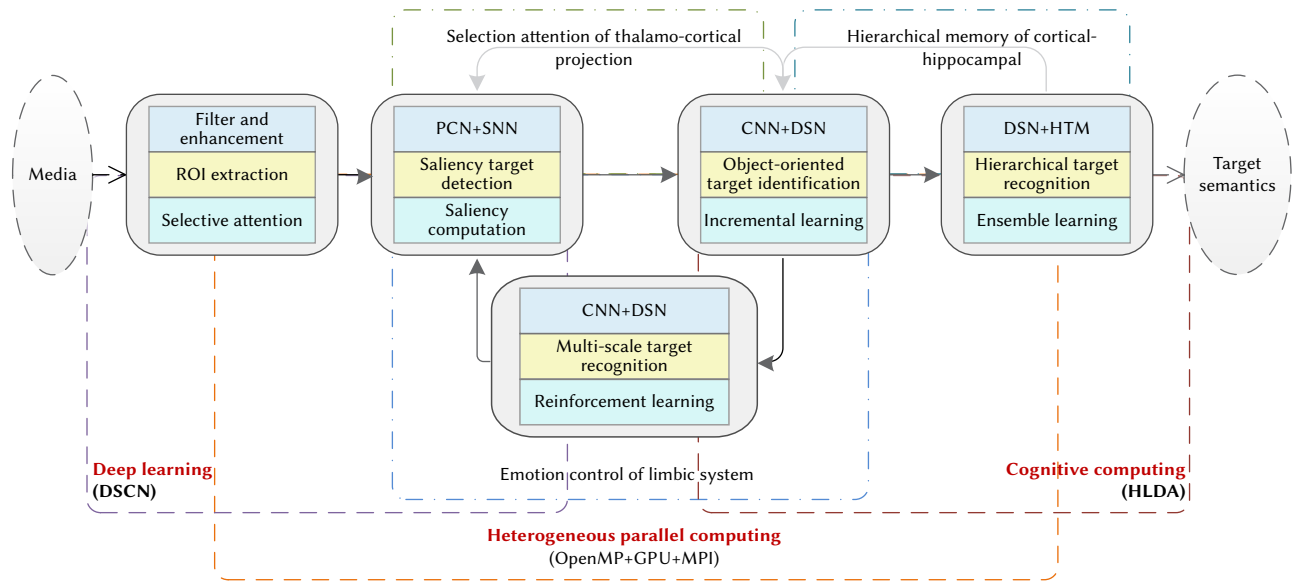 Selection attention of thalamo-cortical
projection
Hierarchical memory of cortical-
hippocampal
Media
Filter and
enhancement
ROI extraction
Selective attention
PCN+SNN
Saliency target
detection
Saliency
computation
CNN+DSN
Object-oriented
target identification
Incremental learning
DSN+HTM
Hierarchical target
recognition
Ensemble learning
Target
semantics
CNN+DSN
Multi-scale target
recognition
Reinforcement learning
Deep learning
(DSCN)
Emotion control of limbic system
Cognitive computing
(HLDA)
Heterogeneous parallel computing
(OpenMP+GPU+MPI)